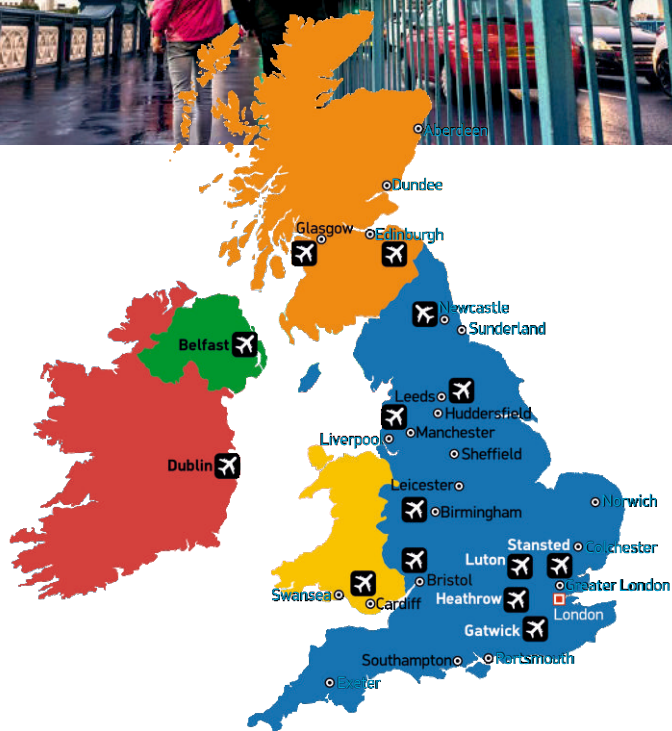 Aberdeen
Dundee
Glasgow
Edinburgh
Newcastle
Sunderland
Belfast
Leeds
Huddersfield
Manchester
Liverpool
Sheffield
Dublin
Leicester
Norwich
Birmingham
Stansted
Colchester
Luton
Bristol
Greater London
Swansea
Cardiff
Heathrow
London
Gatwick
Southampton
Portsmouth
Exeter